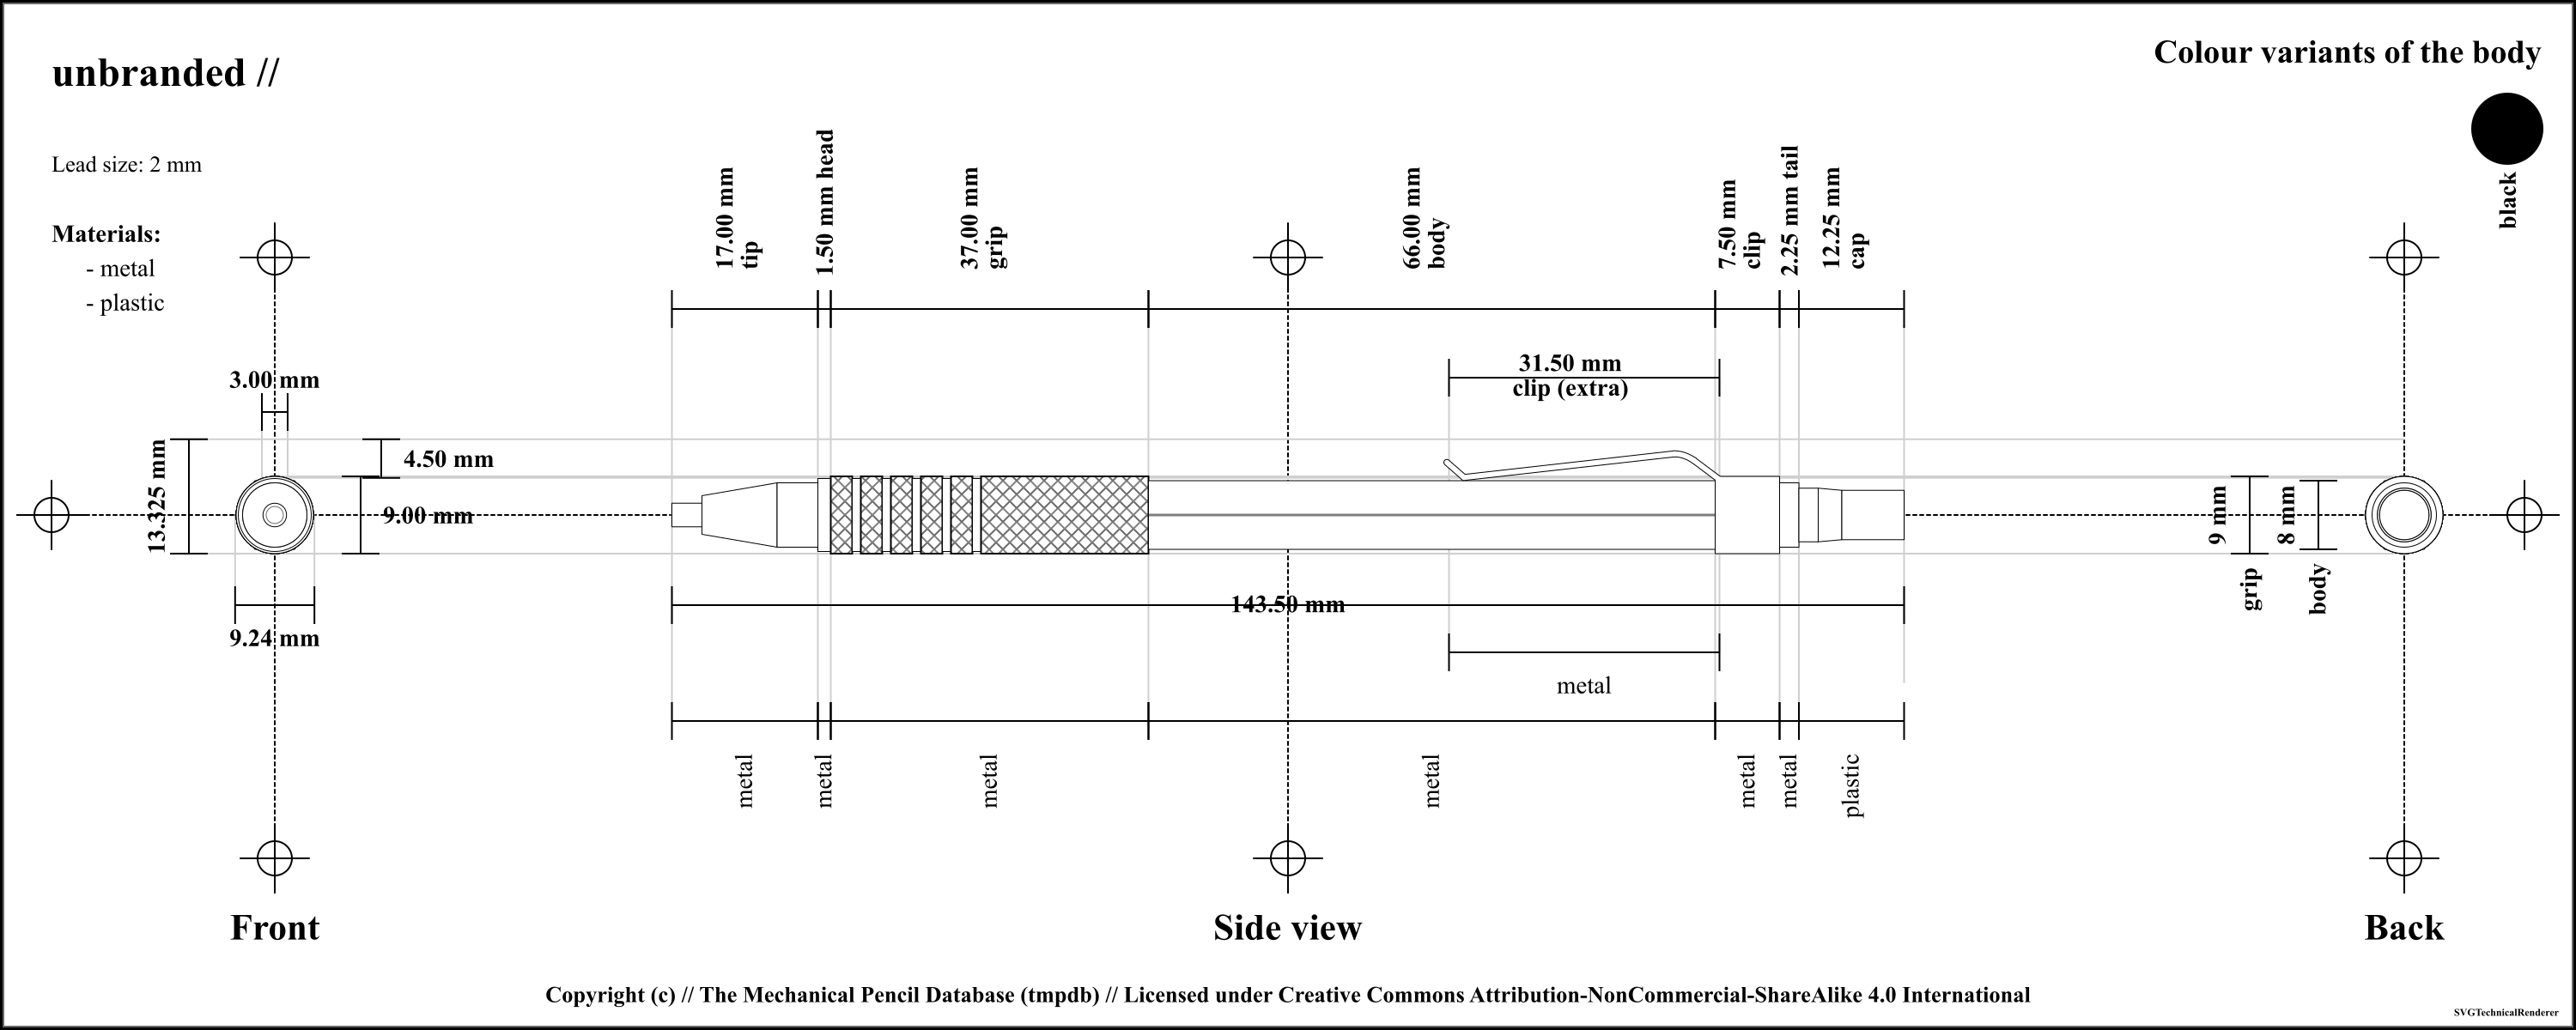 unbranded //
Colour variants of the body
black
Lead size: 2 mm
Materials:
- metal
- plastic
17.00 mm
tip
1.50 mm head
37.00 mm
grip
66.00 mm
body
7.50 mm
clip
2.25 mm tail
12.25 mm
cap
31.50 mm
clip (extra)
3.00 mm
13.325 mm
4.50 mm
9.00 mm
9.24 mm
143.50 mm
9 mm
grip
8 mm
body
metal
metal
metal
metal
metal
metal
metal
plastic
Front
Side view
Back
Copyright (c) // The Mechanical Pencil Database (tmpdb) // Licensed under Creative Commons Attribution-NonCommercial-ShareAlike 4.0 International
SVGTechnicalRenderer